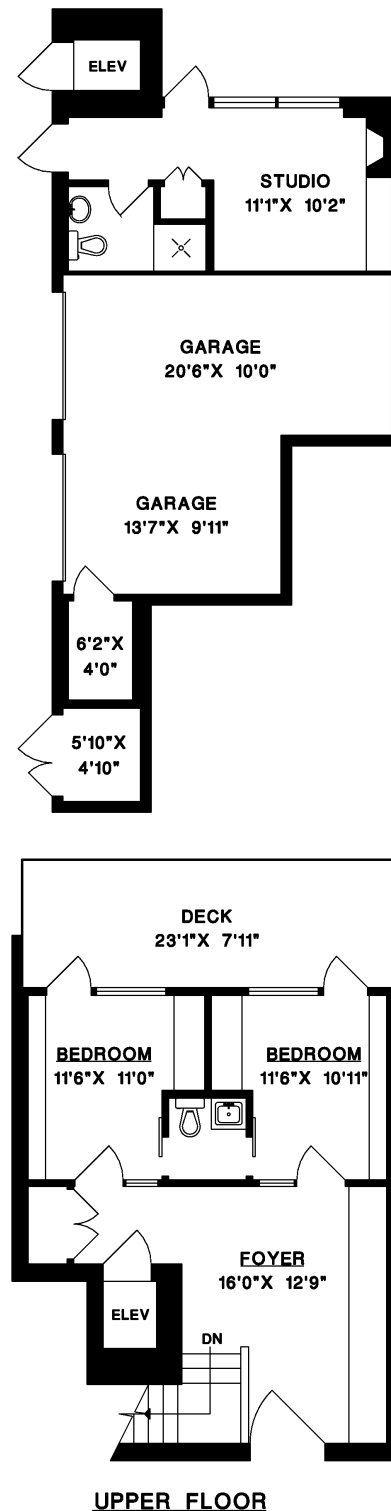 ELEV
STUDIO
11'1"X 10'2"
GARAGE
20'6"X 10'0"
GARAGE
13'7"X 9'11"
6'2"X
4'0"
5'10"X
4'10"
DECK
23'1"X 7'11"
BEDROOM
11'6"X 11'0"
BEDROOM
11'6"X 10'11"
FOYER
16'0"X 12'9"
ELEV
DN
UPPER FLOOR